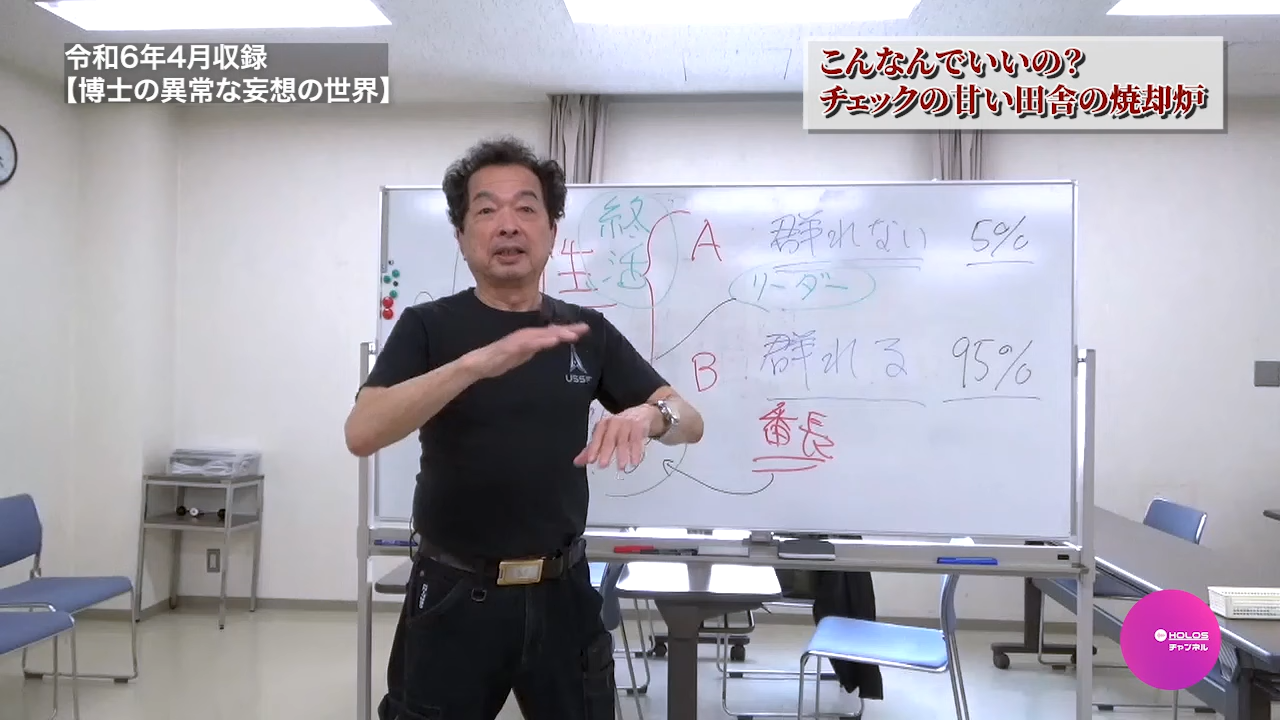 令和6年4月収録
【博士の異常な妄想の世界】
こんなんでいいの?
チェックの甘い田舎の焼却炉
終活
生
A 群れない 5%
リーダー
B 群れる 95%
番長
USSF
HOLOS
チャンネル